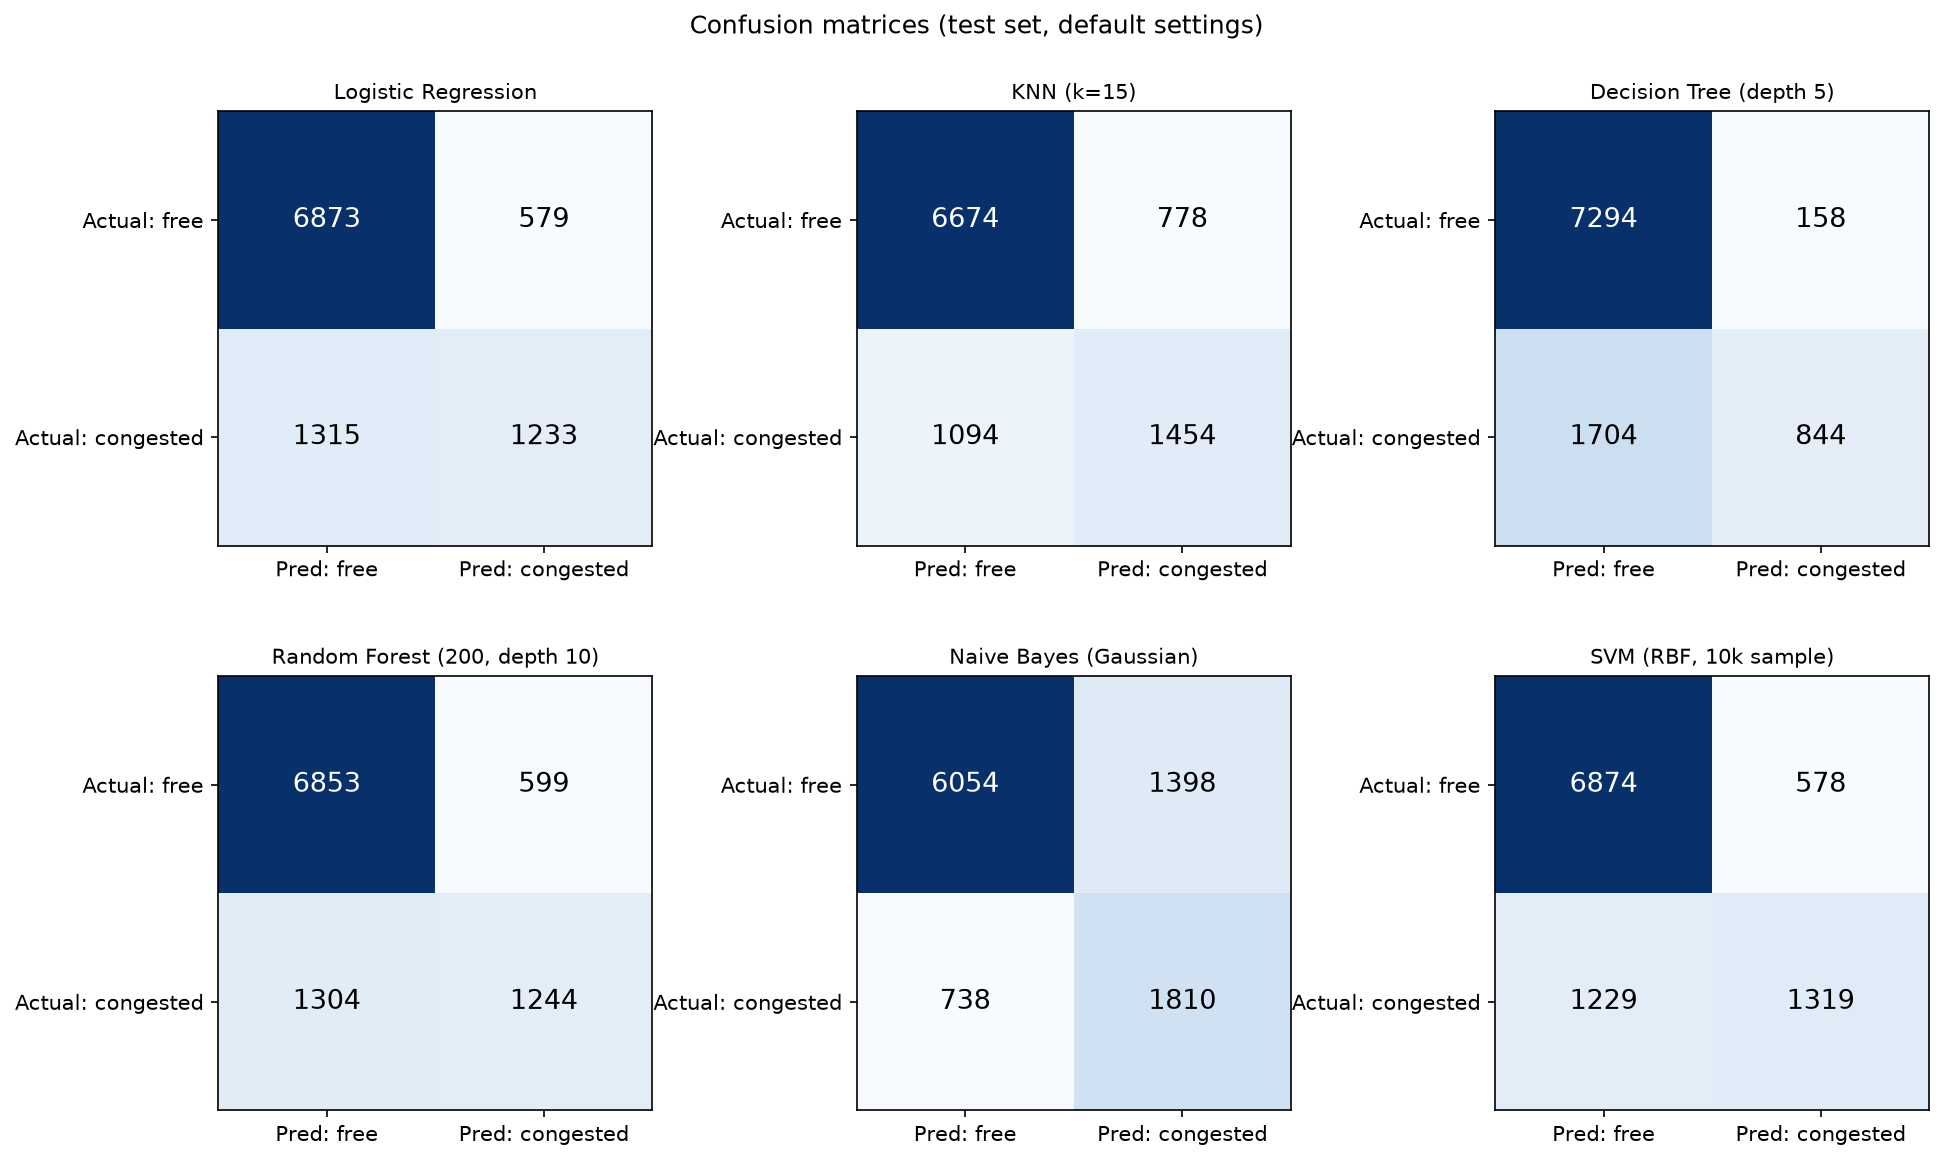 Confusion matrices (test set, default settings)
Logistic Regression
Actual: free
6873
579
Actual: congested
1315
1233
Pred: free
Pred: congested
KNN (k=15)
Actual: free
6674
778
Actual: congested
1094
1454
Pred: free
Pred: congested
Decision Tree (depth 5)
Actual: free
7294
158
Actual: congested
1704
844
Pred: free
Pred: congested
Random Forest (200, depth 10)
Actual: free
6853
599
Actual: congested
1304
1244
Pred: free
Pred: congested
Naive Bayes (Gaussian)
Actual: free
6054
1398
Actual: congested
738
1810
Pred: free
Pred: congested
SVM (RBF, 10k sample)
Actual: free
6874
578
Actual: congested
1229
1319
Pred: free
Pred: congested